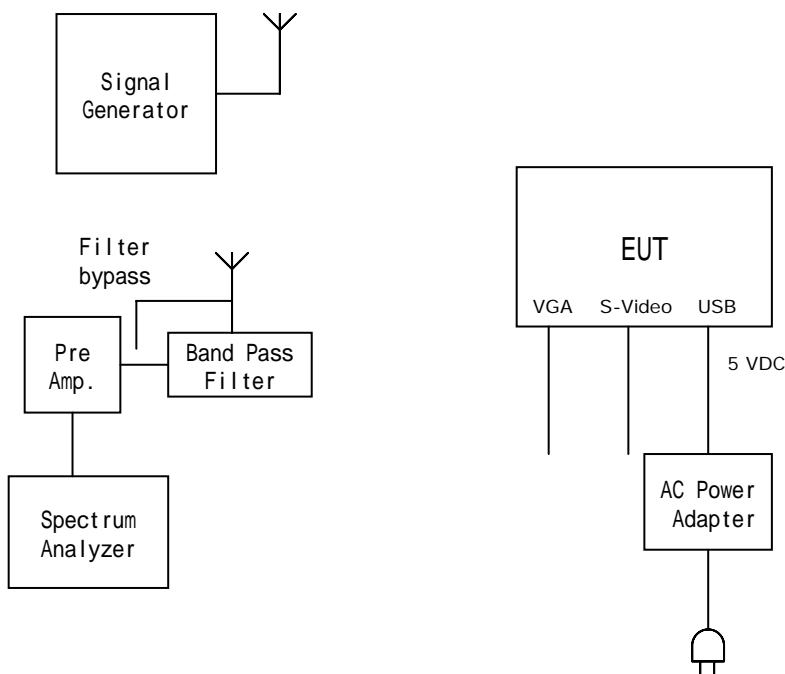 Signal
Generator
Filter
bypass
Pre
Amp.
Band Pass
Filter
Spectrum
Analyzer
EUT
VGA S-Video USB
5 VDC
AC Power
Adapter